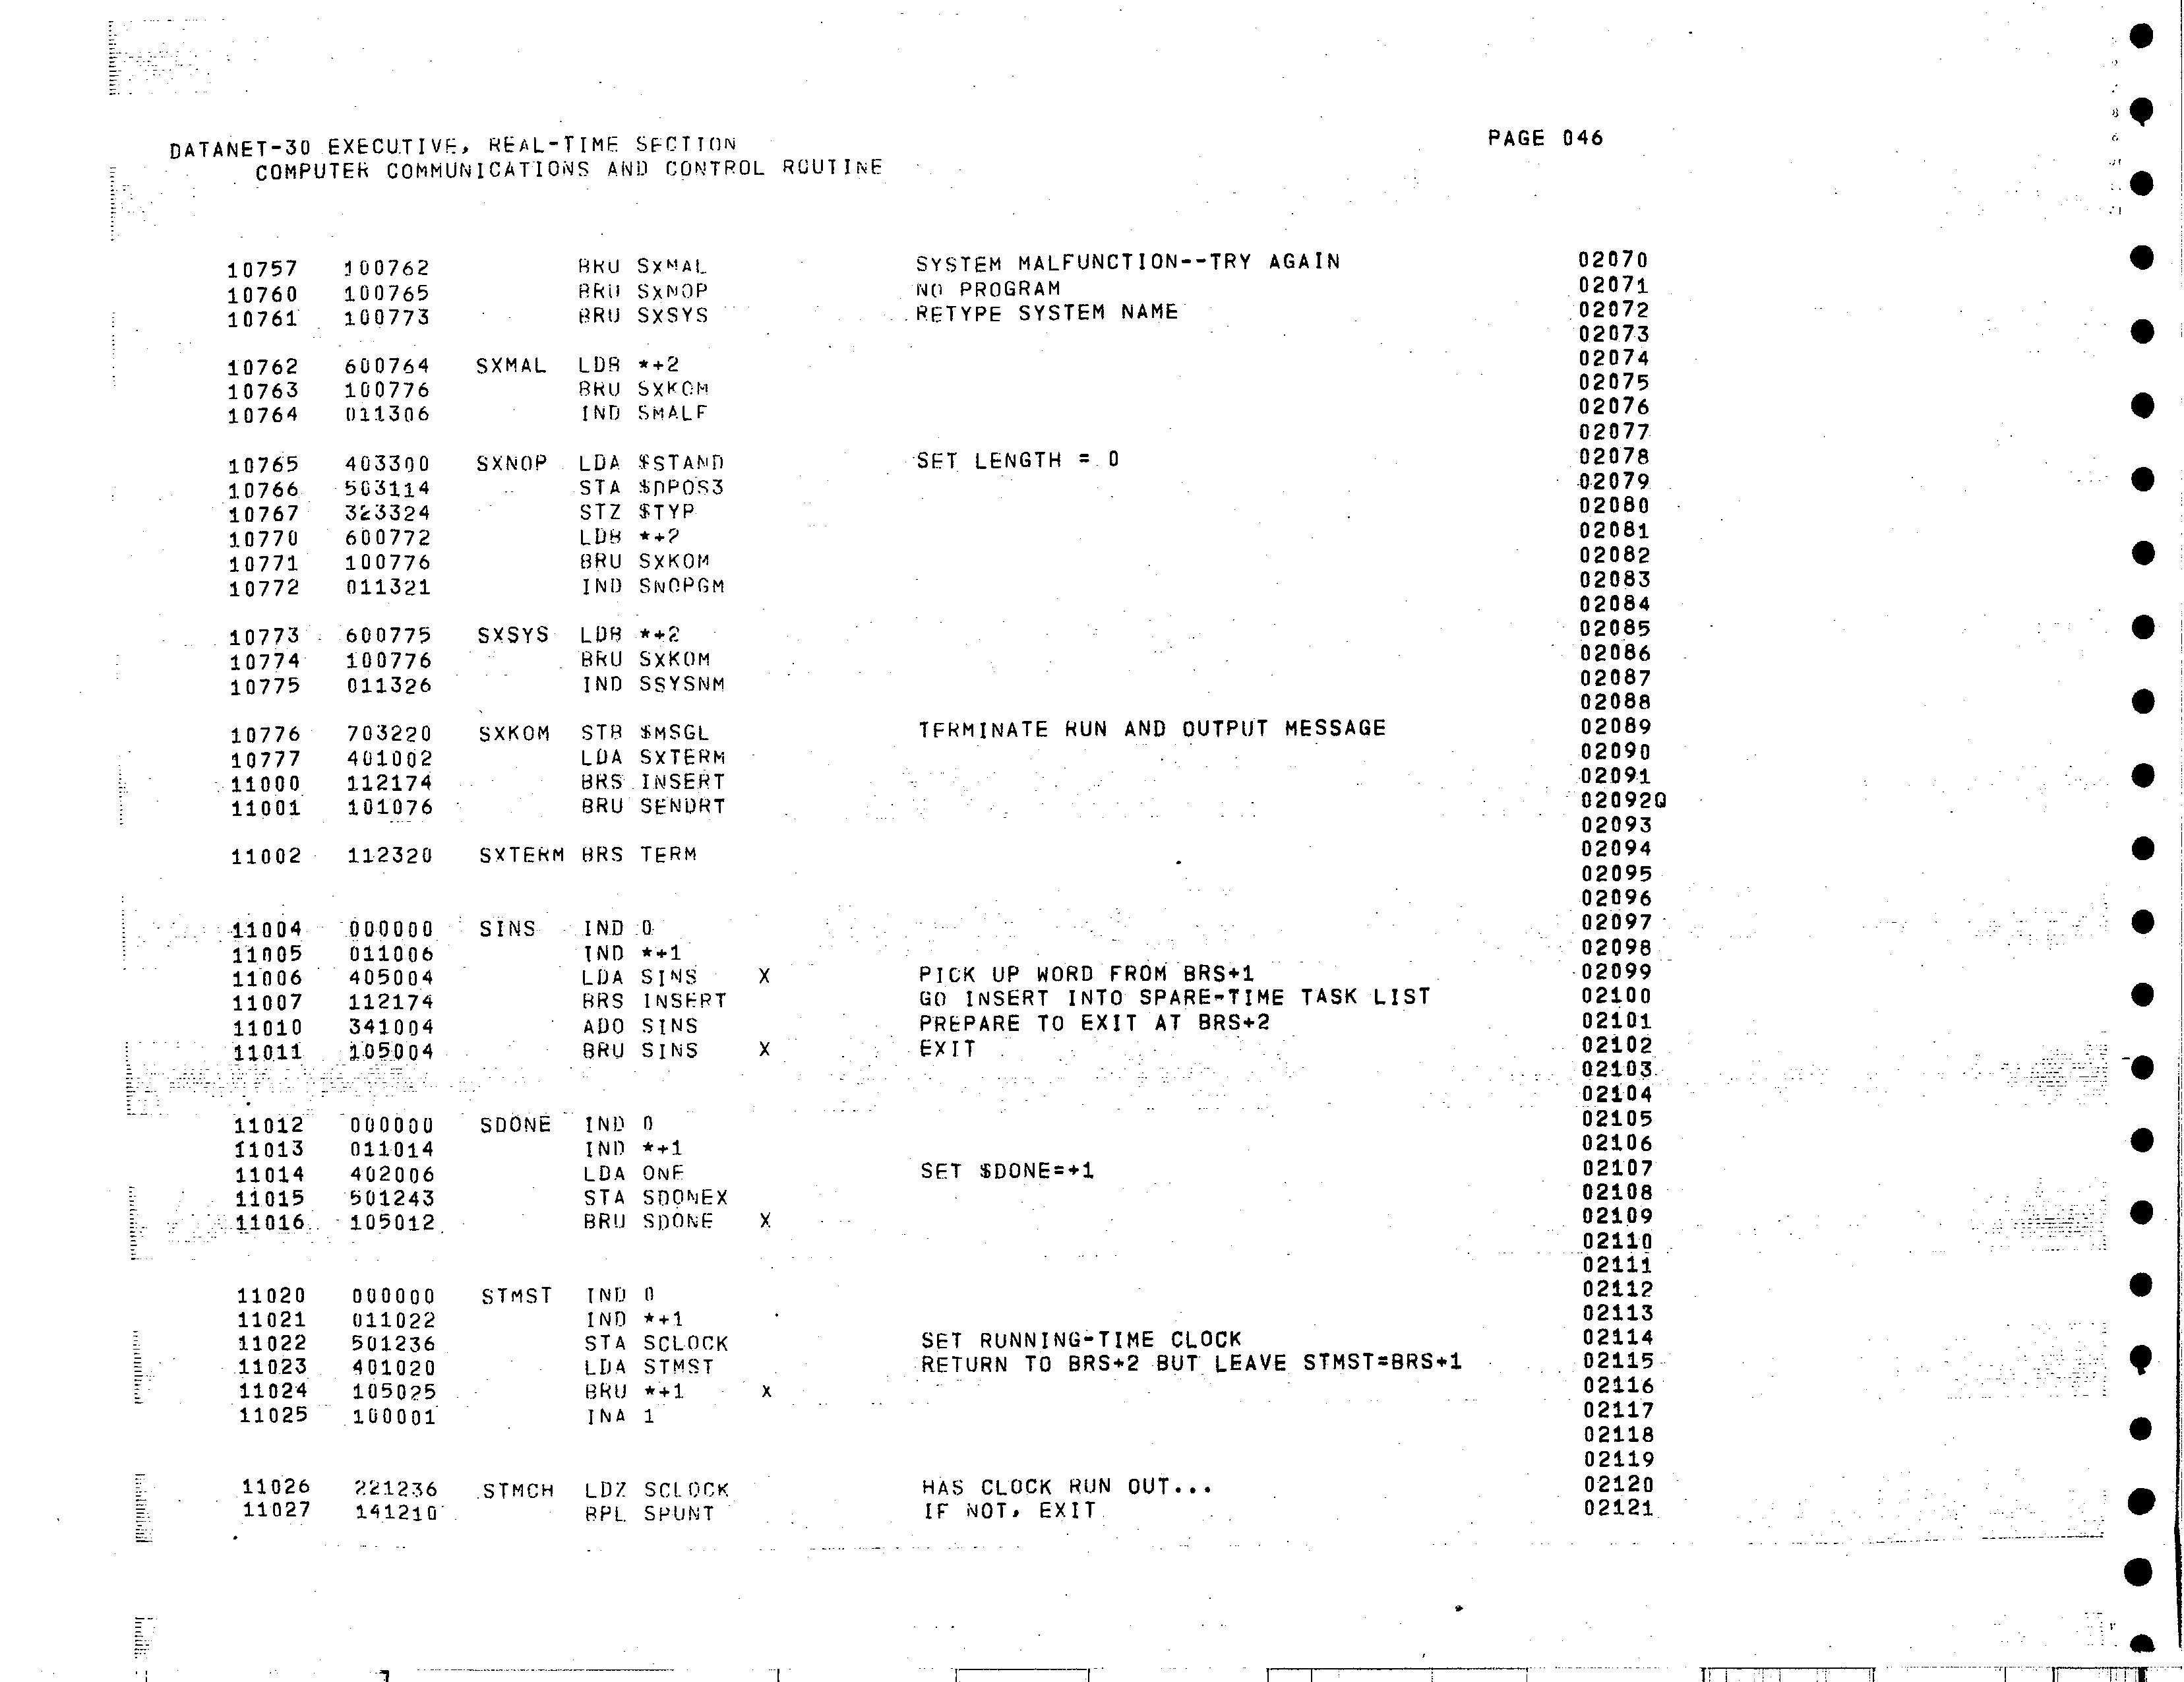 DATANET-30 EXECUTIVE, REAL-TIME SECTION PAGE 046
COMPUTER COMMUNICATIONS AND CONTROL ROUTINE
10757 100762 BRU SXMAL SYSTEM MALFUNCTION--TRY AGAIN 02070
10760 100765 BRU SXNOP NO PROGRAM 02071
10761 100773 BRU SXSYS RETYPE SYSTEM NAME 02072
02073
10762 600764 SXMAL LDB *+2 02074
10763 100776 BRU SXKOM 02075
10764 011306 IND SMALF 02076
02077
10765 403300 SXNOP LDA $STAND SET LENGTH = 0 02078
10766 503114 STA $DPOS3 02079
10767 323324 STZ $TYP 02080
10770 600772 LDB *+2 02081
10771 100776 BRU SXKOM 02082
10772 011321 IND SNOPGM 02083
02084
10773 600775 SXSYS LDB *+2 02085
10774 100776 BRU SXKOM 02086
10775 011326 IND SSYSNM 02087
02088
10776 703220 SXKOM STB $MSGL TERMINATE RUN AND OUTPUT MESSAGE 02089
10777 401002 LDA SXTERM 02090
11000 112174 BRS INSERT 02091
11001 101076 BRU SENDRT 02092Q
02093
11002 112320 SXTERM BRS TERM 02094
02095
02096
11004 000000 SINS IND 0 02097
11005 011006 IND *+1 02098
11006 405004 LDA SINS X PICK UP WORD FROM BRS+1 02099
11007 112174 BRS INSERT GO INSERT INTO SPARE-TIME TASK LIST 02100
11010 341004 ADO SINS PREPARE TO EXIT AT BRS+2 02101
11011 105004 BRU SINS X EXIT 02102
02103
02104
11012 000000 SDONE IND 0 02105
11013 011014 IND *+1 02106
11014 402006 LDA ONE SET $DONE=+1 02107
11015 501243 STA SDONEX 02108
11016 105012 BRU SDONE X 02109
02110
02111
11020 000000 STMST IND 0 02112
11021 011022 IND *+1 02113
11022 501236 STA SCLOCK SET RUNNING-TIME CLOCK 02114
11023 401020 LDA STMST RETURN TO BRS+2 BUT LEAVE STMST=BRS+1 02115
11024 105025 BRU *+1 X 02116
11025 100001 INA 1 02117
02118
02119
11026 221236 STMCH LDZ SCLOCK HAS CLOCK RUN OUT... 02120
11027 141210 BPL SPUNT IF NOT, EXIT 02121